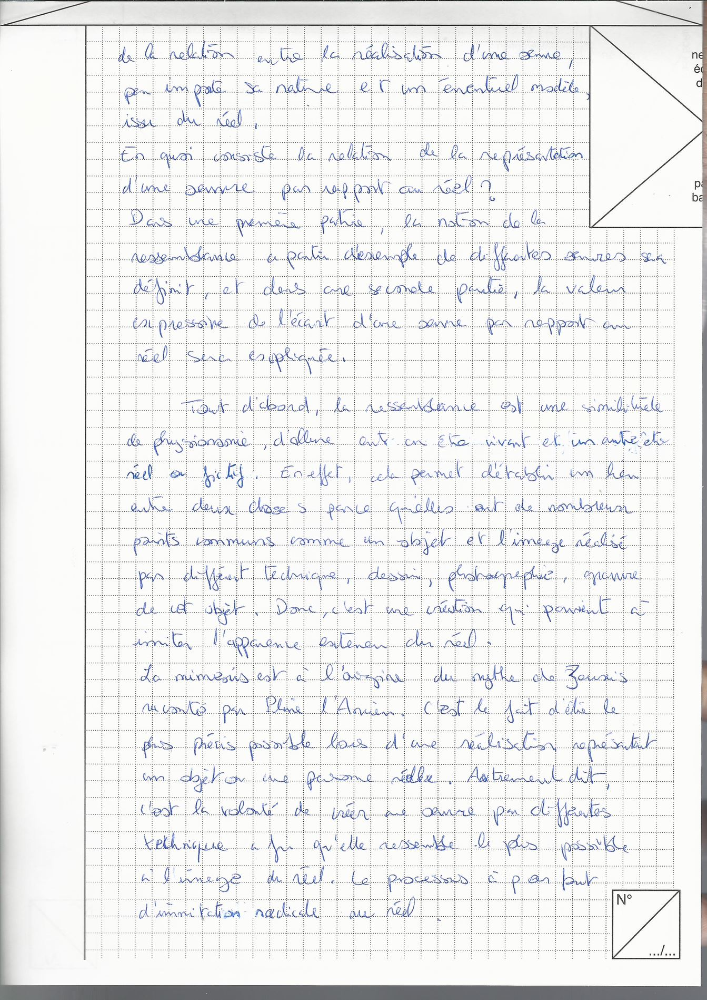 de la relation entre la réalisation d'une oeuvre,
peu importe sa nature et un éventuel modèle,
issu du réel.
En quoi consiste la relation de la représentation
d'une oeuvre par rapport au réel ?
Dans une première partie, la notion de la
ressemblance a partir d'exemple de différentes oeuvres sera
définit, et dans une seconde partie, la valeur
expressive de l'écart d'une oeuvre par rapport au
réel sera expliquée.
Tout d'abord, la ressemblance est une similitude
de physionomie, d'allure entre un être vivant et un autre être
réel ou fictif. En effet, cela permet d'établir un lien
entre deux choses parce qu'elles ont de nombreux
points communs comme un objet et l'image réalisé
par différent technique, dessin, photographie, gravure
de cet objet. Donc, c'est une création qui parvient à
imiter l'apparence exterieur du réel.
La mimésis est à l'origine du mythe de Zeuxis
raconté par Pline l'Ancien. C'est le fait d'être le
plus précis possible lors d'une réalisation représentant
un objet ou une personne réelle. Autrement dit,
c'est la volonté de créer une oeuvre par différentes
technique a fin qu'elle ressemble le plus possible
à l'image du réel. Le processus à pour but
d'immitation radicale au réel.
N°
.../...
ne
éc
d
pa
ba